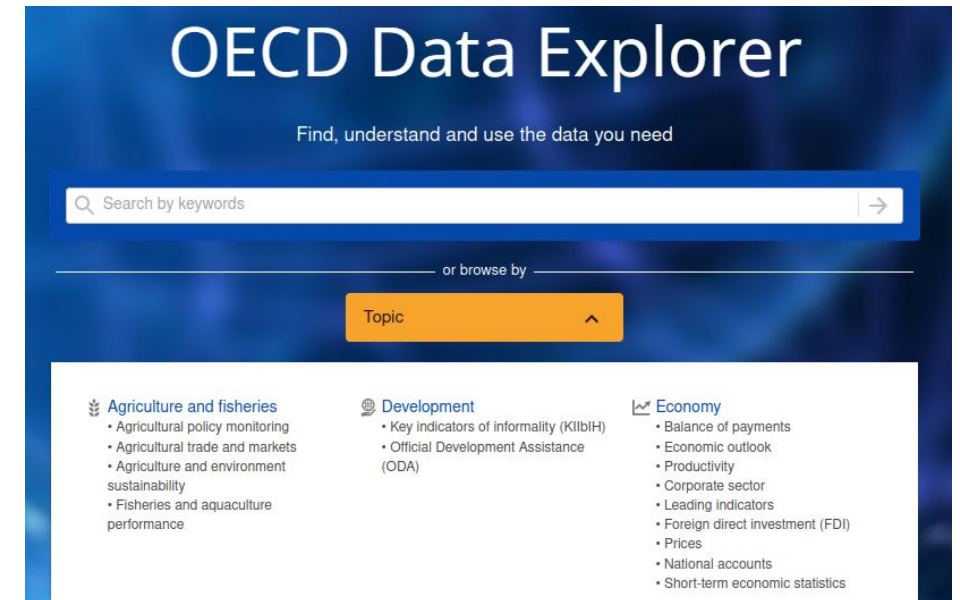 OECD Data Explorer
Find, understand and use the data you need
Search by keywords
or browse by
Topic
Agriculture and fisheries
• Agricultural policy monitoring
• Agricultural trade and markets
• Agriculture and environment
sustainability
• Fisheries and aquaculture
performance
Development
• Key indicators of informality (KIIbIH)
• Official Development Assistance
(ODA)
Economy
• Balance of payments
• Economic outlook
• Productivity
• Corporate sector
• Leading indicators
• Foreign direct investment (FDI)
• Prices
• National accounts
• Short-term economic statistics